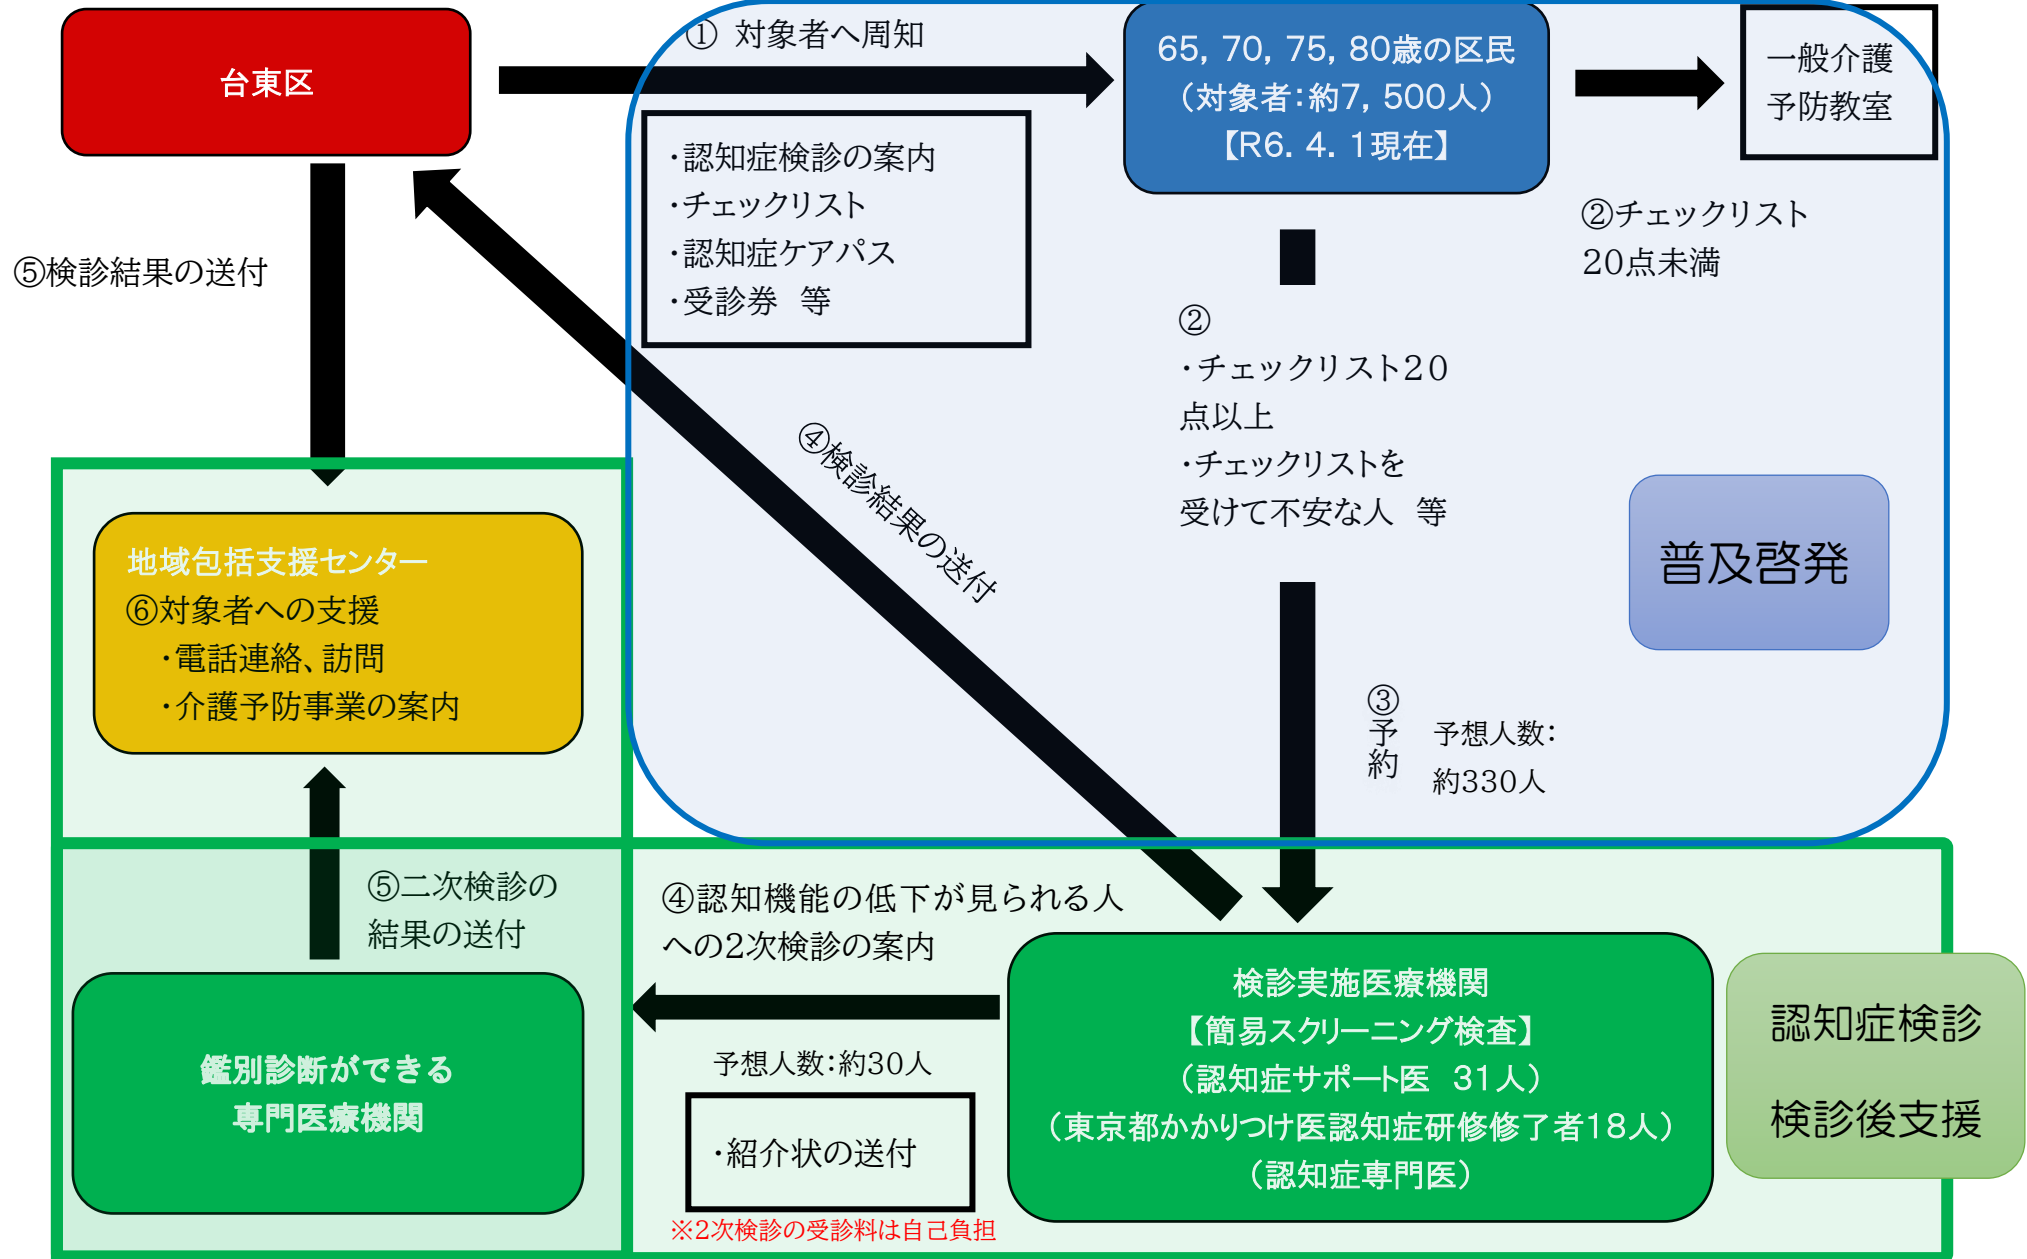 台東区
① 対象者へ周知
・認知症検診の案内
・チェックリスト
・認知症ケアパス
・受診券　等
65，70，75，80歳の区民
（対象者：約7，500人）
【R6．4．1現在】
一般介護
予防教室
②チェックリスト
20点未満
②
・チェックリスト20
点以上
・チェックリストを
受けて不安な人　等
普及啓発
③
予
約
予想人数：
約330人
④検診結果の送付
⑤検診結果の送付
地域包括支援センター
⑥対象者への支援
・電話連絡、訪問
・介護予防事業の案内
⑤二次検診の
結果の送付
④認知機能の低下が見られる人
への2次検診の案内
予想人数：約30人
・紹介状の送付
※2次検診の受診料は自己負担
鑑別診断ができる
専門医療機関
検診実施医療機関
【簡易スクリーニング検査】
（認知症サポート医　31人）
（東京都かかりつけ医認知症研修修了者18人）
（認知症専門医）
認知症検診
検診後支援